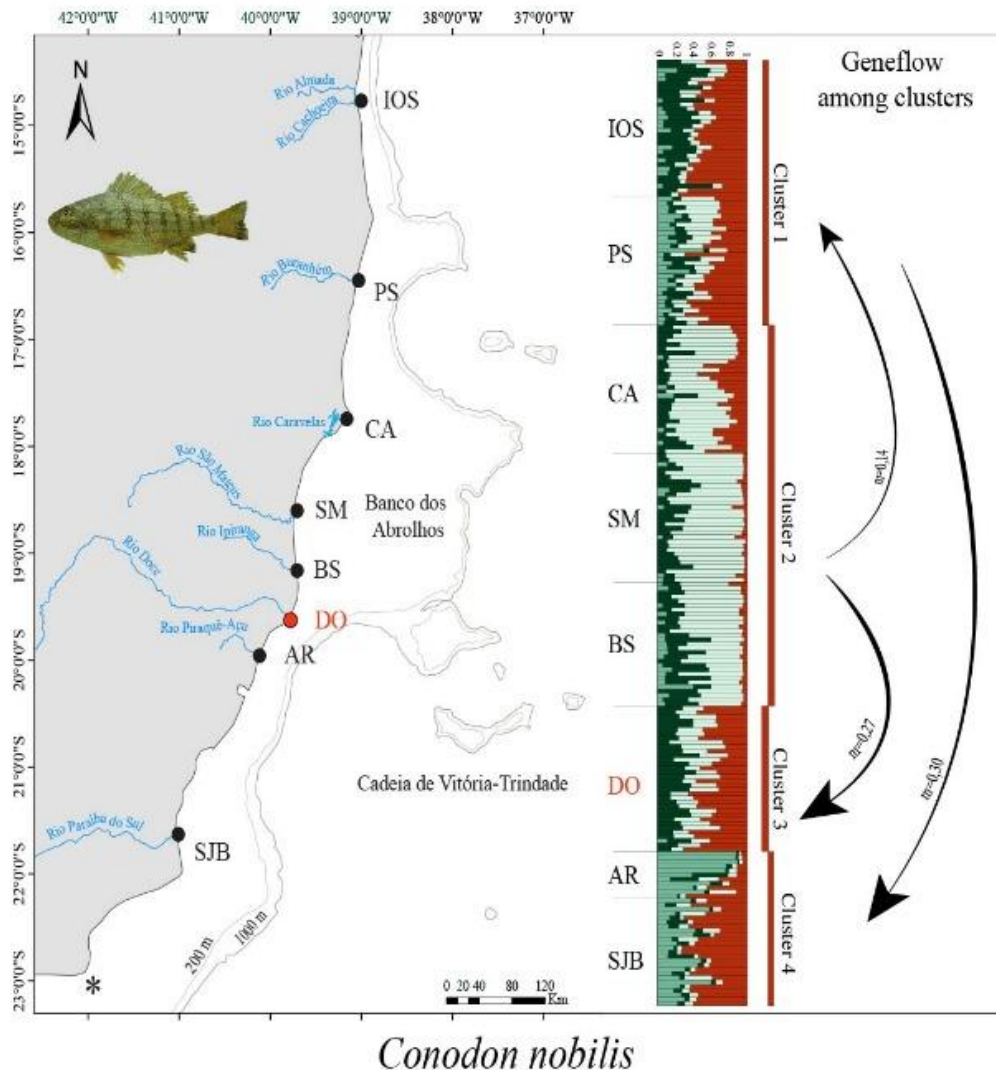 42°0'0"W 41°0'0"W 40°0'0"W 39°0'0"W 38°0'0"W 37°0'0"W
N
15°0'0"S
16°0'0"S
17°0'0"S
18°0'0"S
19°0'0"S
20°0'0"S
21°0'0"S
22°0'0"S
23°0'0"S
Rio Almada
Rio Cachoeira
IOS
Rio Buranhém
PS
Rio Caravelas
CA
Rio São Mateus
SM
Banco dos
Abrolhos
Rio Ipiranga
BS
Rio Doce
DO
Rio Piraquê-Açu
AR
Cadeia de Vitória-Trindade
Rio Paraíba do Sul
SJB
200 m
1000 m
*
0 20 40 80 120
Km
0 0.2 0.4 0.6 0.8 1
IOS
PS
CA
SM
BS
DO
AR
SJB
Cluster 1
Cluster 2
Cluster 3
Cluster 4
Geneflow
among clusters
m=0,14
m=0,27
m=0,30
Conodon nobilis